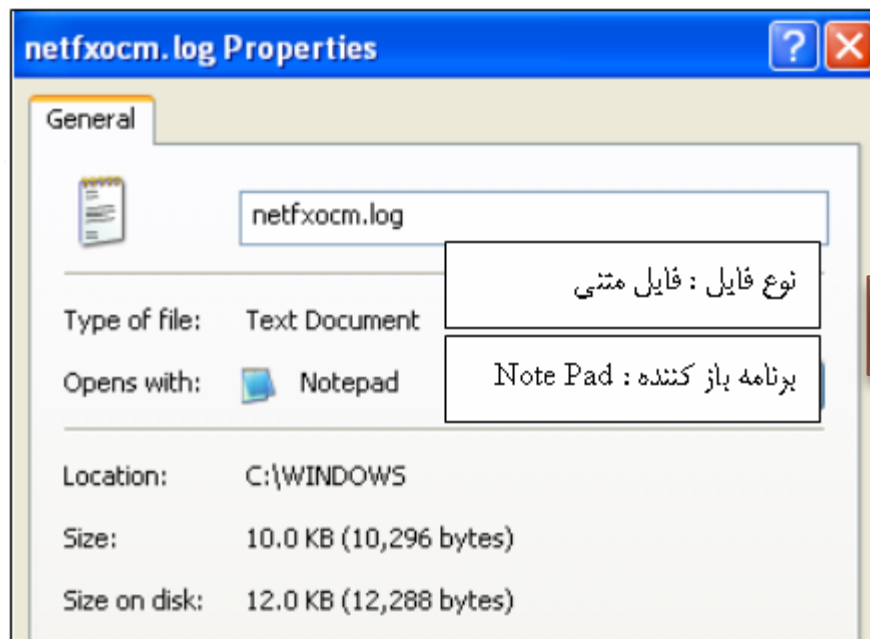 netfxocm.log Properties
General
netfxocm.log
نوع فایل : فایل متنی
Type of file: Text Document
برنامه باز کننده : Note Pad
Opens with: Notepad
Location: C:\WINDOWS
Size: 10.0 KB (10,296 bytes)
Size on disk: 12.0 KB (12,288 bytes)